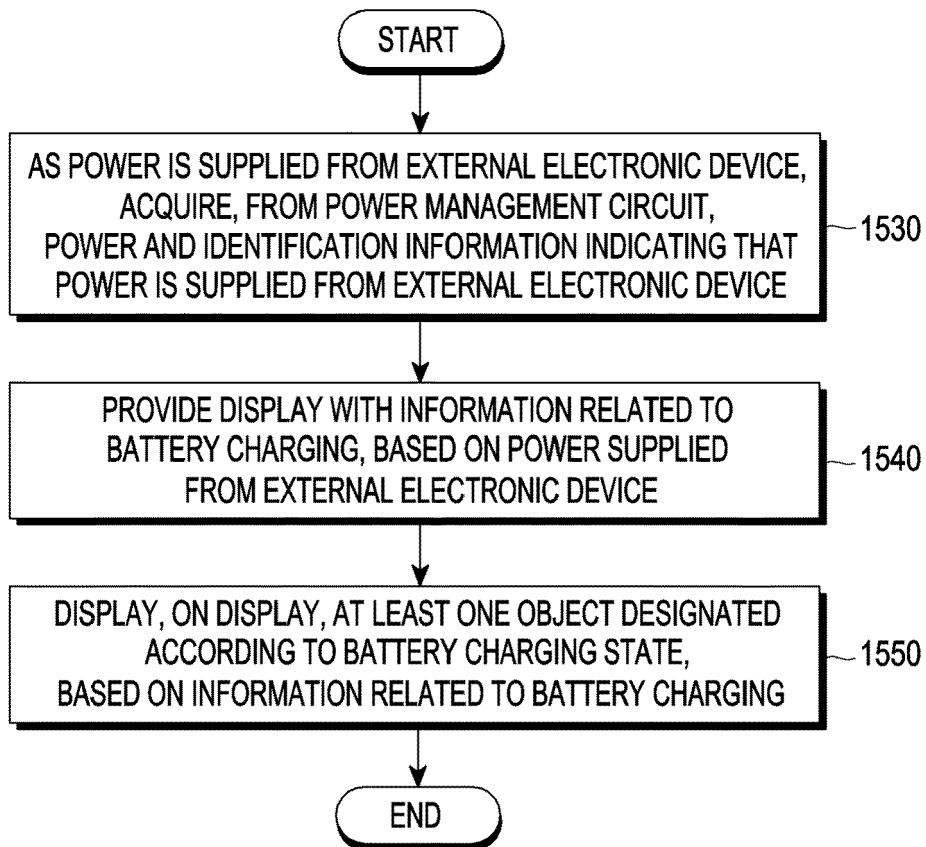 START
AS POWER IS SUPPLIED FROM EXTERNAL ELECTRONIC DEVICE,
ACQUIRE, FROM POWER MANAGEMENT CIRCUIT,
POWER AND IDENTIFICATION INFORMATION INDICATING THAT
POWER IS SUPPLIED FROM EXTERNAL ELECTRONIC DEVICE
1530
PROVIDE DISPLAY WITH INFORMATION RELATED TO
BATTERY CHARGING, BASED ON POWER SUPPLIED
FROM EXTERNAL ELECTRONIC DEVICE
1540
DISPLAY, ON DISPLAY, AT LEAST ONE OBJECT DESIGNATED
ACCORDING TO BATTERY CHARGING STATE,
BASED ON INFORMATION RELATED TO BATTERY CHARGING
1550
END